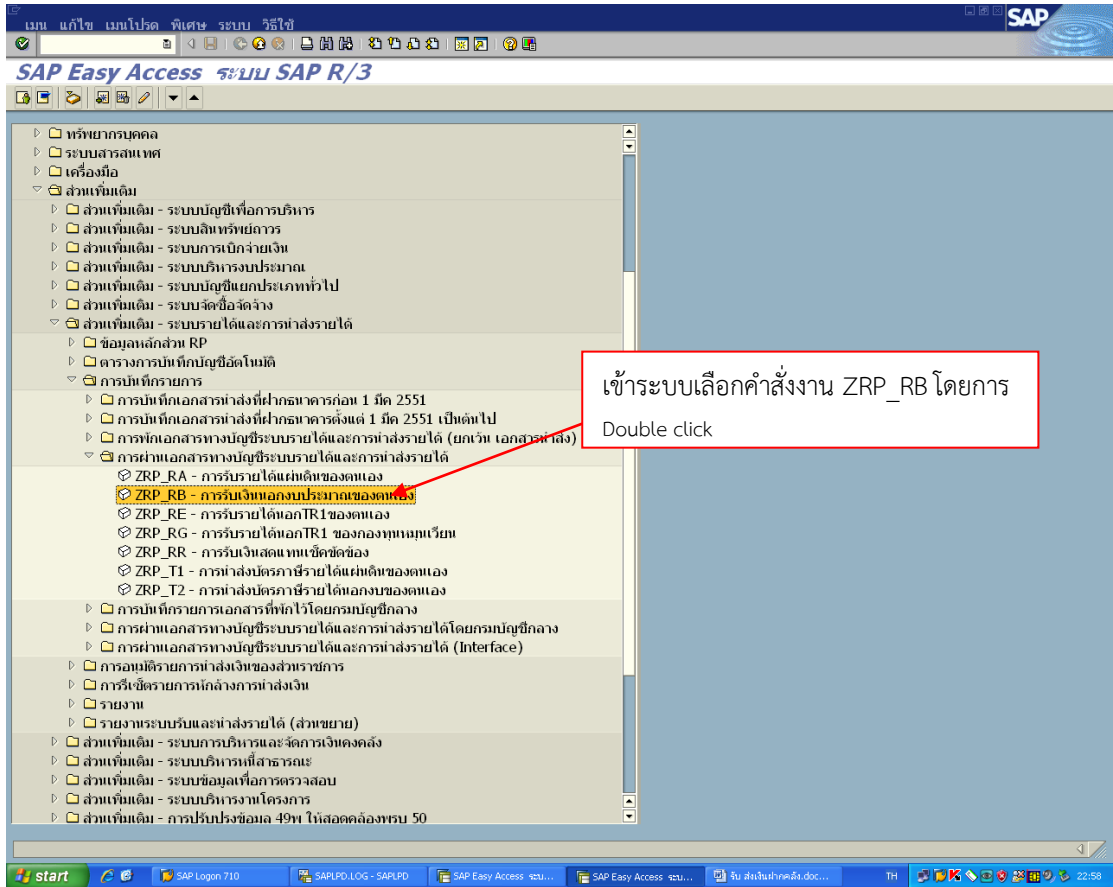 เมนู แก้ไข เมนูโปรด พิเศษ ระบบ วิธีใช้
SAP
SAP Easy Access ระบบ SAP R/3
ทรัพยากรบุคคล
ระบบสารสนเทศ
เครื่องมือ
ส่วนเพิ่มเติม
ส่วนเพิ่มเติม - ระบบบัญชีเพื่อการบริหาร
ส่วนเพิ่มเติม - ระบบสินทรัพย์ถาวร
ส่วนเพิ่มเติม - ระบบการเบิกจ่ายเงิน
ส่วนเพิ่มเติม - ระบบบริหารงบประมาณ
ส่วนเพิ่มเติม - ระบบบัญชีแยกประเภททั่วไป
ส่วนเพิ่มเติม - ระบบจัดซื้อจัดจ้าง
ส่วนเพิ่มเติม - ระบบรายได้และการนำส่งรายได้
ข้อมูลหลักส่วน RP
ตารางการบันทึกบัญชีอัตโนมัติ
การบันทึกรายการ
การบันทึกเอกสารนำส่งที่ฝากธนาคารก่อน 1 มีค 2551
การบันทึกเอกสารนำส่งที่ฝากธนาคารตั้งแต่ 1 มีค 2551 เป็นต้นไป
การพักเอกสารทางบัญชีระบบรายได้และการนำส่งรายได้ (ยกเว้น เอกสารนำส่ง)
การผ่านเอกสารทางบัญชีระบบรายได้และการนำส่งรายได้
ZRP_RA - การรับรายได้แผ่นดินของตนเอง
ZRP_RB - การรับเงินนอกงบประมาณของตนเอง
ZRP_RE - การรับรายได้นอกTR1ของตนเอง
ZRP_RG - การรับรายได้นอกTR1 ของกองทุนหมุนเวียน
ZRP_RR - การรับเงินสดแทนเช็คขัดข้อง
ZRP_T1 - การนำส่งบัตรภาษีรายได้แผ่นดินของตนเอง
ZRP_T2 - การนำส่งบัตรภาษีรายได้นอกงบของตนเอง
การบันทึกรายการเอกสารที่พักไว้โดยกรมบัญชีกลาง
การผ่านเอกสารทางบัญชีระบบรายได้และการนำส่งรายได้โดยกรมบัญชีกลาง
การผ่านเอกสารทางบัญชีระบบรายได้และการนำส่งรายได้ (Interface)
การอนุมัติรายการนำส่งเงินของส่วนราชการ
การรีเซ็ตรายการหักล้างการนำส่งเงิน
รายงาน
รายงานระบบรับและนำส่งรายได้ (ส่วนขยาย)
ส่วนเพิ่มเติม - ระบบการบริหารและจัดการเงินคงคลัง
ส่วนเพิ่มเติม - ระบบบริหารหนี้สาธารณะ
ส่วนเพิ่มเติม - ระบบข้อมูลเพื่อการตรวจสอบ
ส่วนเพิ่มเติม - ระบบบริหารงานโครงการ
ส่วนเพิ่มเติม - การปรับปรุงข้อมูล 49พ ให้สอดคล้องพรบ 50
เข้าระบบเลือกคำสั่งงาน ZRP_RB โดยการ
Double click
start SAP Logon 710 SAPLPD.LOG - SAPLPD SAP Easy Access ระบ... SAP Easy Access ระบ... รับ ส่งเงินฝากคลัง.doc... TH 22:58